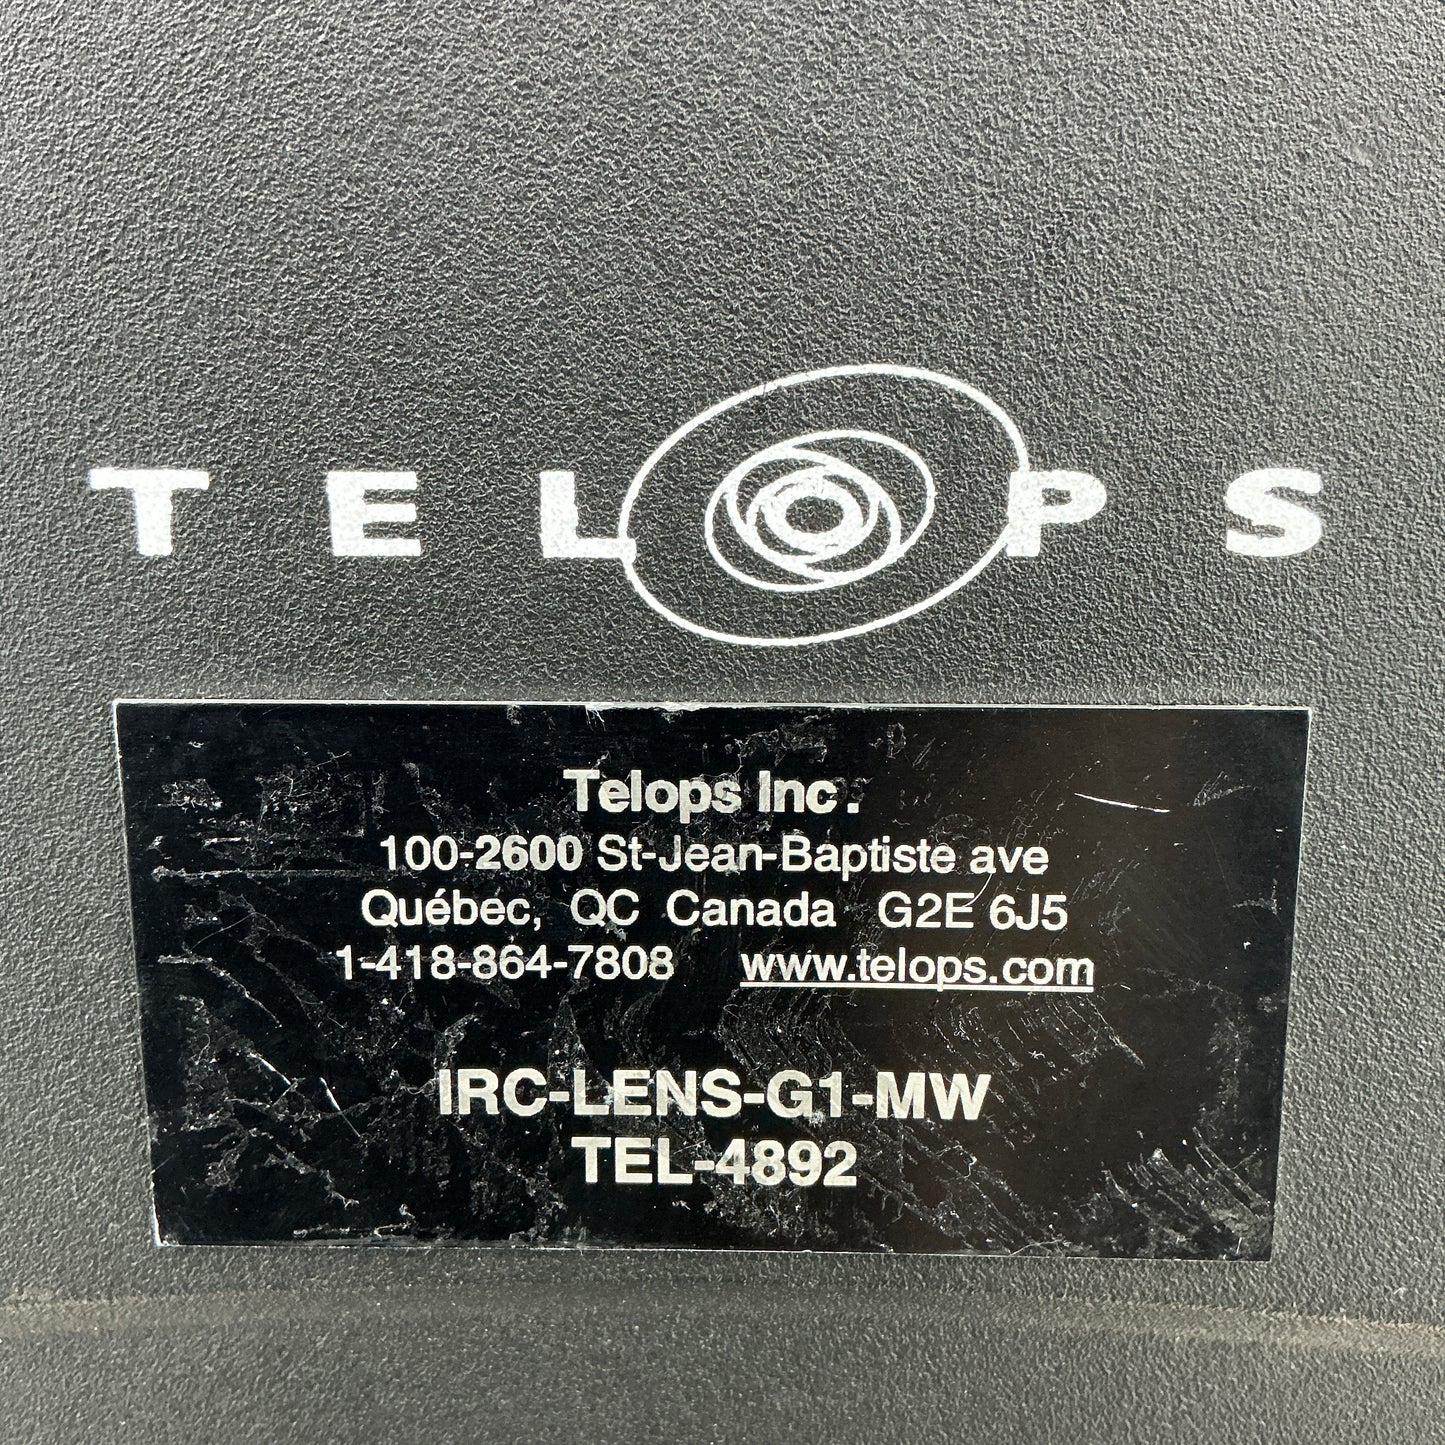 TELOPS
Telops Inc.
100-2600 St-Jean-Baptiste ave
Québec, QC Canada G2E 6J5
1-418-864-7808 www.telops.com
IRC-LENS-G1-MW
TEL-4892